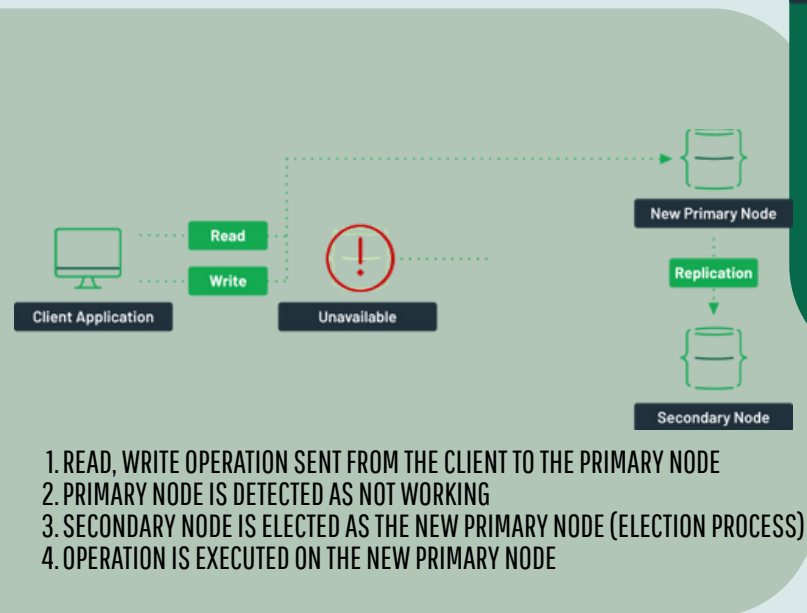 New Primary Node
Read
Replication
Write
Client Application
Unavailable
Secondary Node
1. READ, WRITE OPERATION SENT FROM THE CLIENT TO THE PRIMARY NODE
2. PRIMARY NODE IS DETECTED AS NOT WORKING
3. SECONDARY NODE IS ELECTED AS THE NEW PRIMARY NODE (ELECTION PROCESS)
4. OPERATION IS EXECUTED ON THE NEW PRIMARY NODE